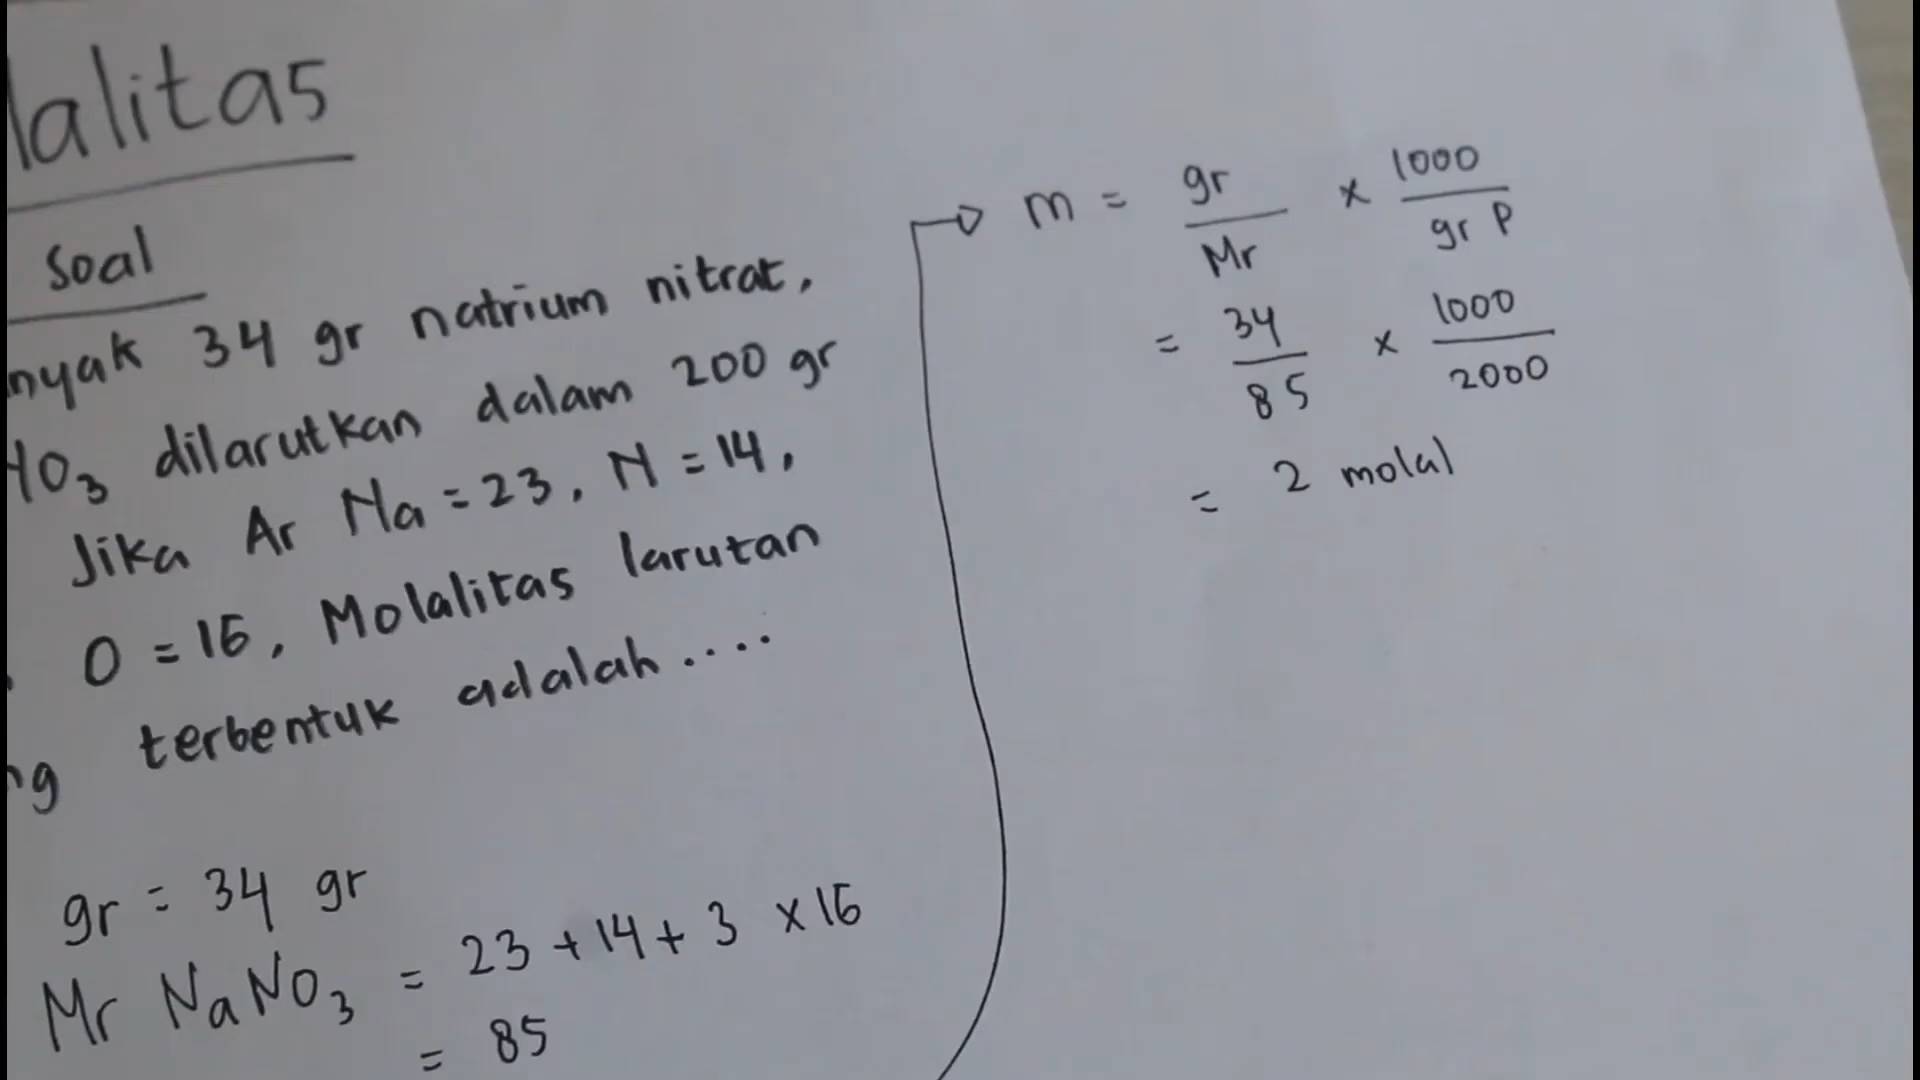 lalitas
Soal
nyak 34 gr natrium nitrat,
O3 dilarutkan dalam 200 gr
Jika Ar Na = 23, N = 14,
O = 16, Molalitas larutan
ng terbentuk adalah ....
gr = 34 gr
Mr NaNO3 = 23 + 14 + 3 x 16
= 85
m = gr/Mr x 1000/gr P
= 34/85 x 1000/2000
= 2 molal